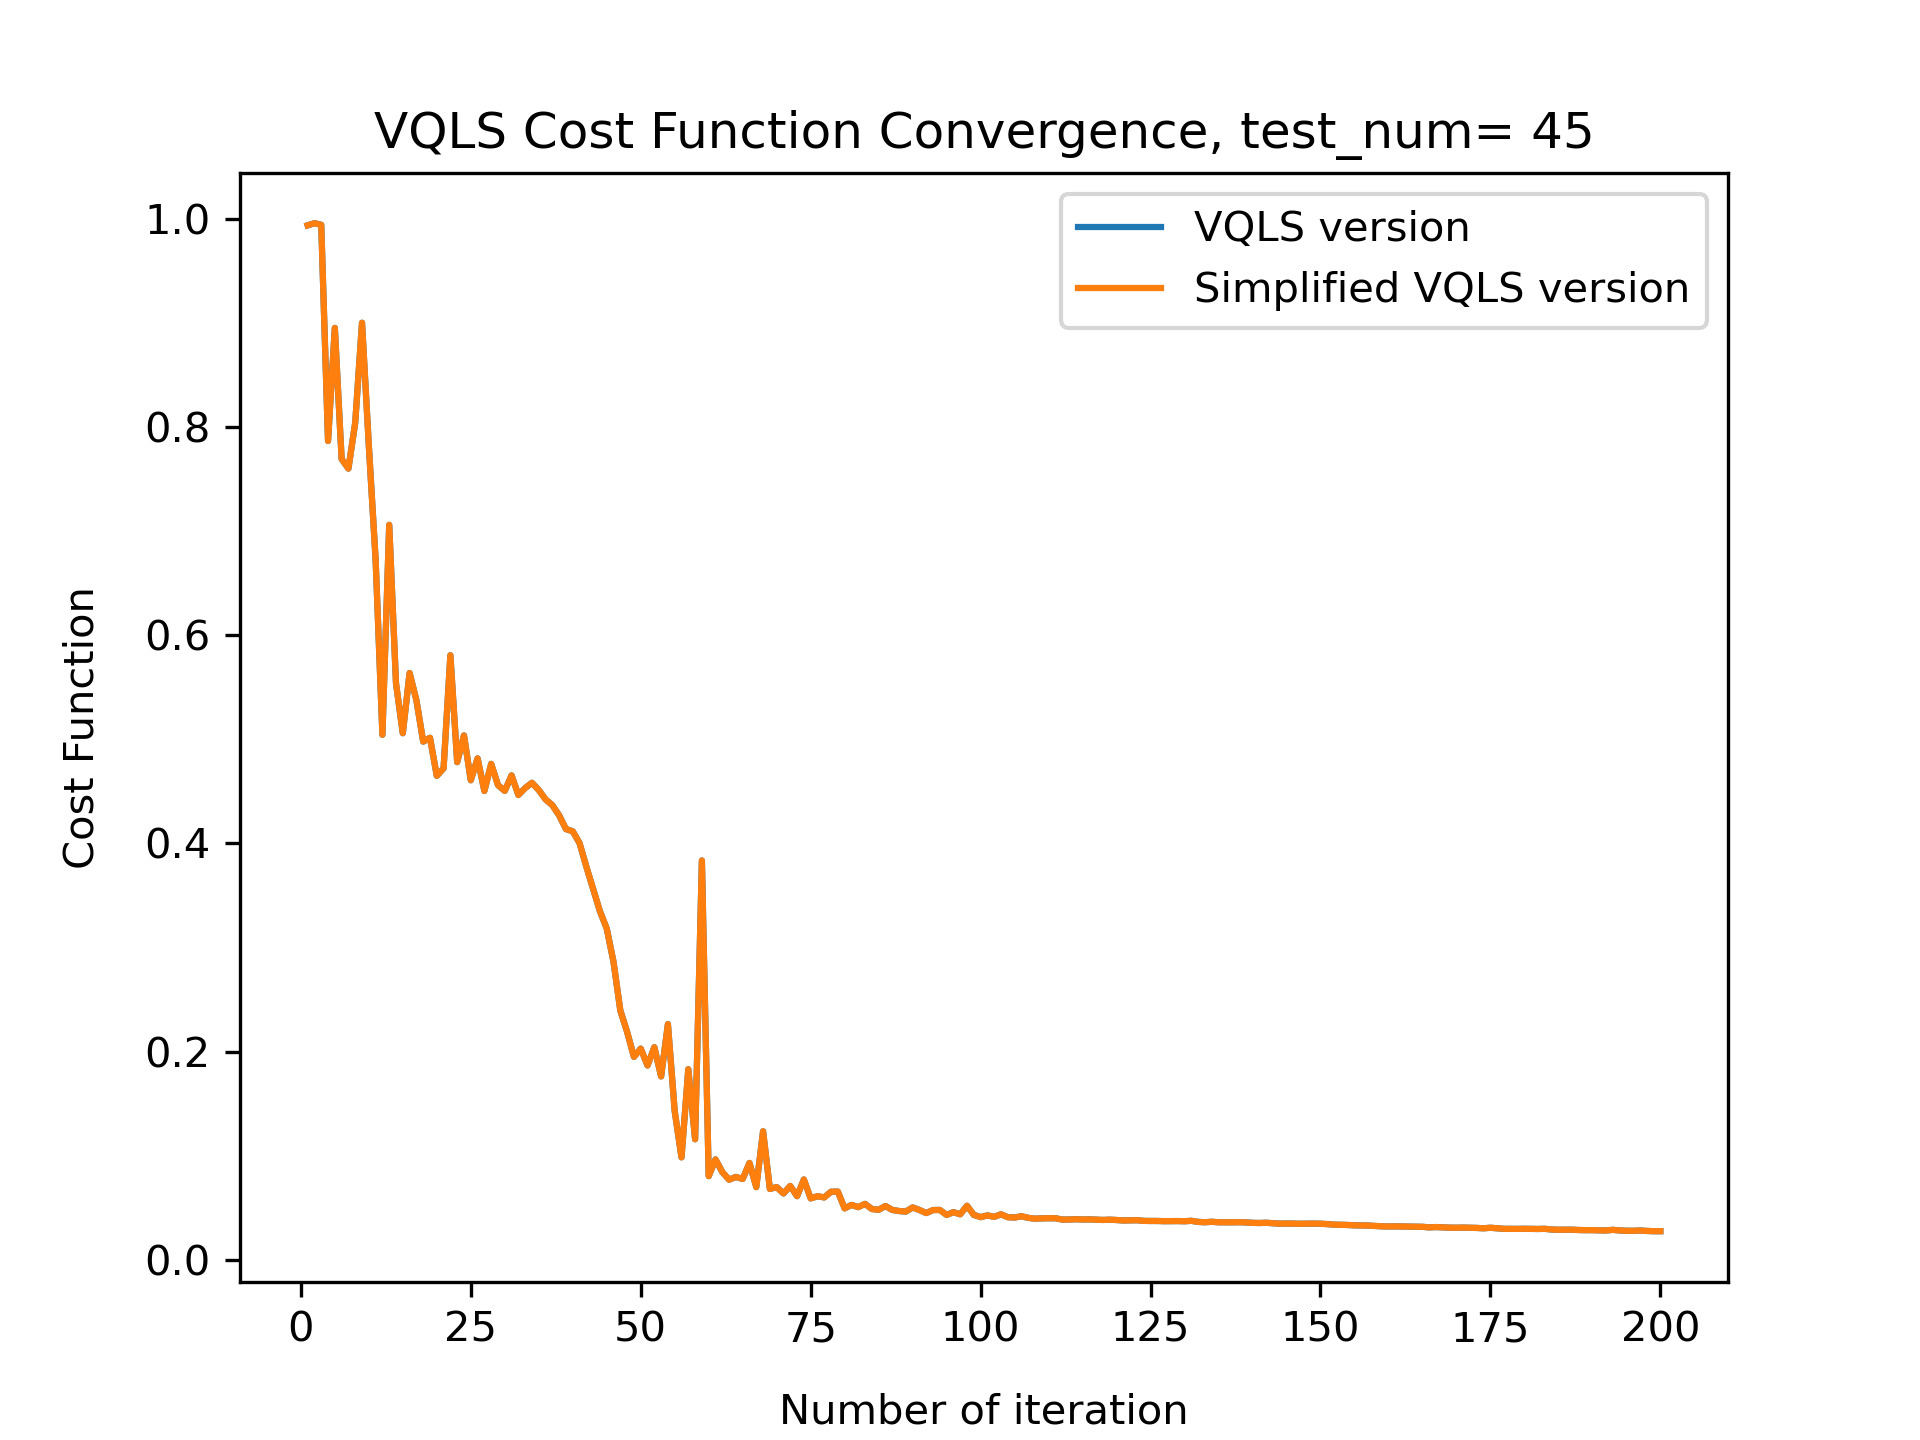 VQLS Cost Function Convergence, test_num= 45
VQLS version
Simplified VQLS version
Cost Function
1.0
0.8
0.6
0.4
0.2
0.0
0 25 50 75 100 125 150 175 200
Number of iteration